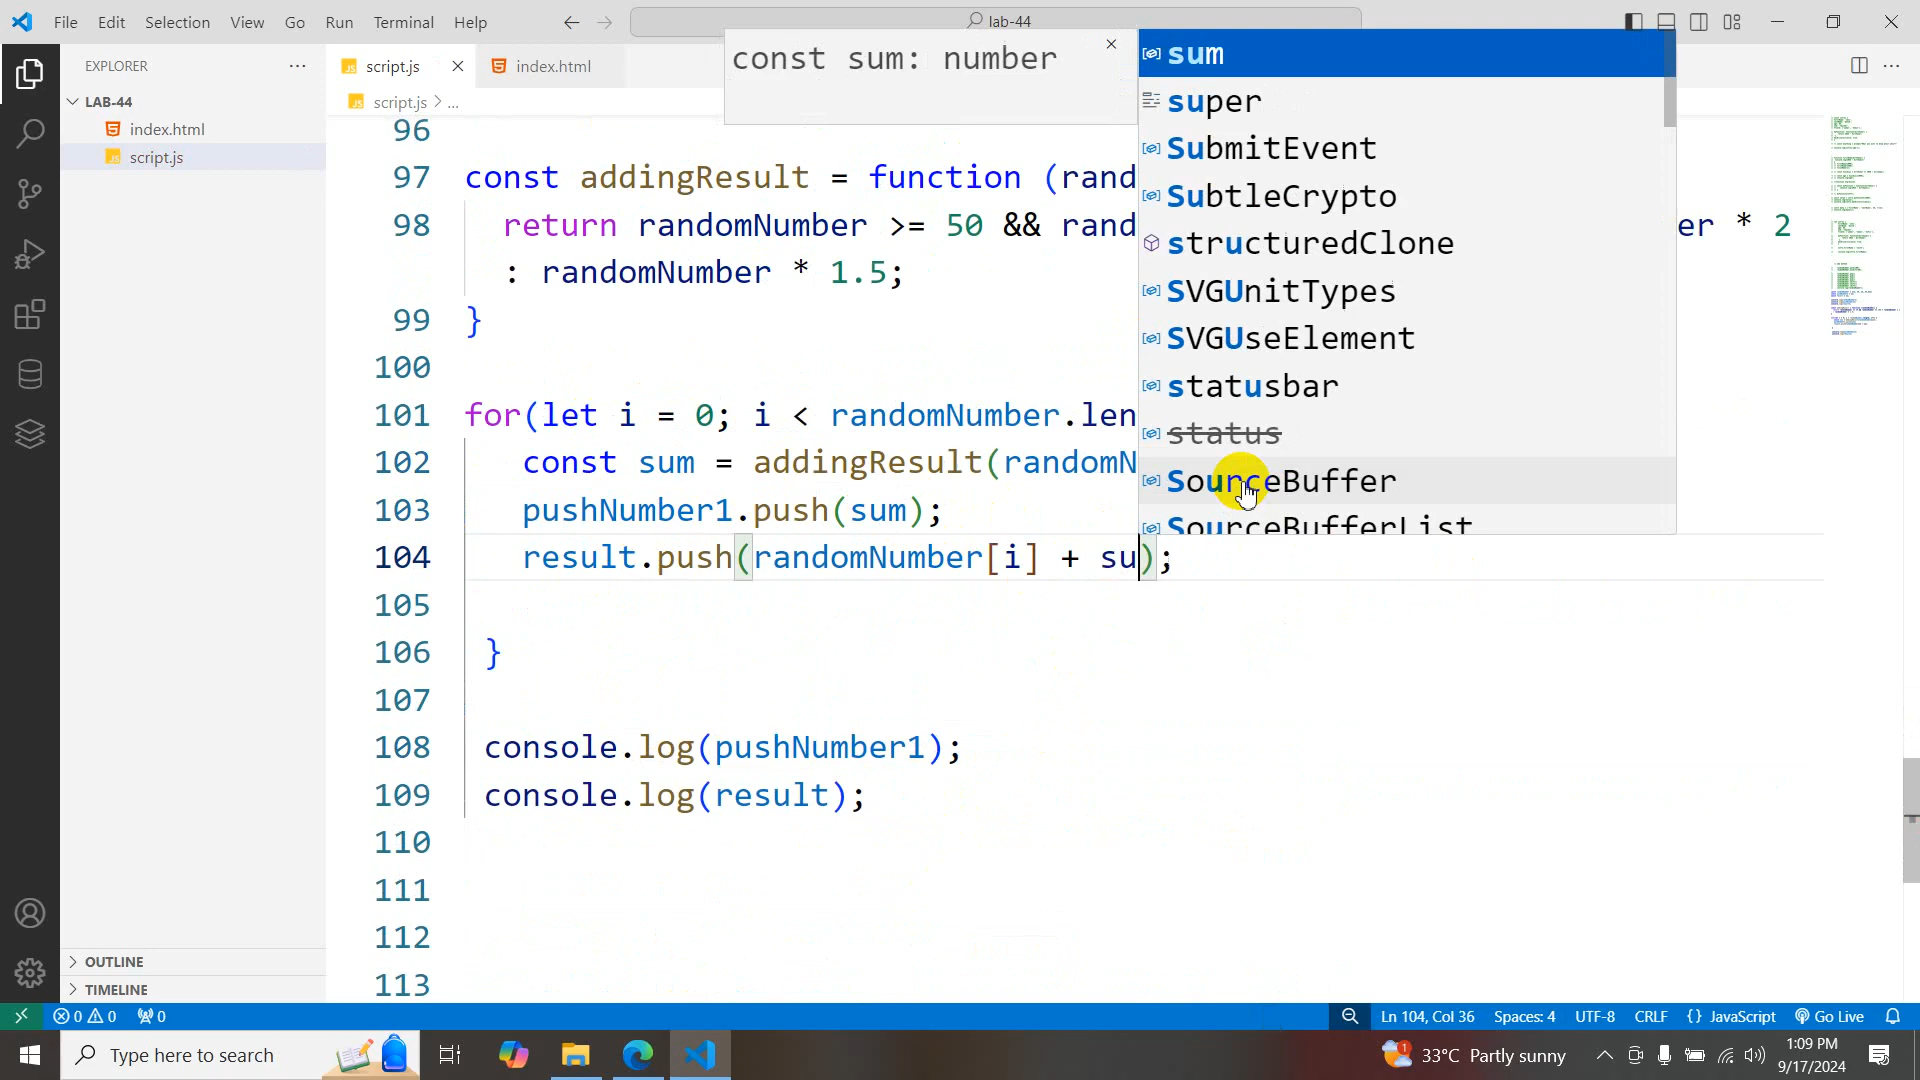 File Edit Selection View Go Run Terminal Help
lab-44
EXPLORER
LAB-44
index.html
script.js
script.js
index.html
script.js > ...
const sum: number
sum
super
SubmitEvent
SubtleCrypto
structuredClone
SVGUnitTypes
SVGUseElement
statusbar
status
SourceBuffer
SourceBufferList
96
97 const addingResult = function (rand
98 return randomNumber >= 50 && rand er * 2
: randomNumber * 1.5;
99 }
100
101 for(let i = 0; i < randomNumber.len
102 const sum = addingResult(randomN
103 pushNumber1.push(sum);
104 result.push(randomNumber[i] + su);
105
106 }
107
108 console.log(pushNumber1);
109 console.log(result);
110
111
112
113
OUTLINE
TIMELINE
0 0 0 Ln 104, Col 36 Spaces: 4 UTF-8 CRLF {} JavaScript Go Live
Type here to search
1
33°C Partly sunny
1:09 PM
9/17/2024